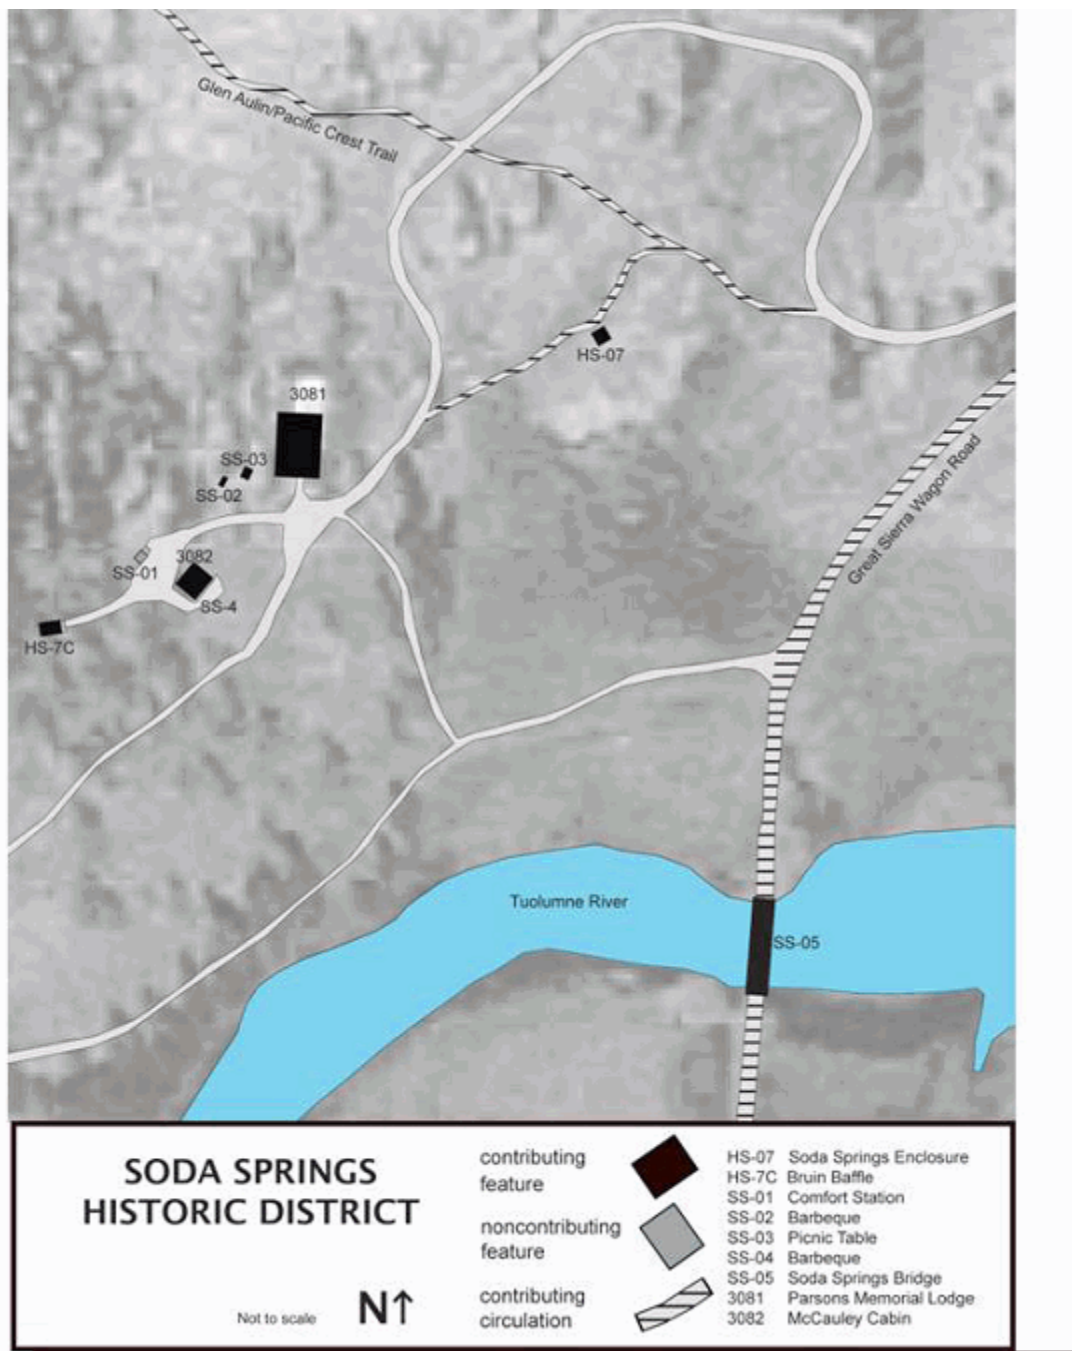 Glen Aulin/Pacific Crest Trail
HS-07
3081
SS-03
SS-02
Great Sierra Wagon Road
3082
SS-01
SS-4
HS-7C
Tuolumne River
SS-05
SODA SPRINGS
HISTORIC DISTRICT
Not to scale
N↑
contributing
feature
noncontributing
feature
contributing
circulation
HS-07 Soda Springs Enclosure
HS-7C Bruin Baffle
SS-01 Comfort Station
SS-02 Barbeque
SS-03 Picnic Table
SS-04 Barbeque
SS-05 Soda Springs Bridge
3081 Parsons Memorial Lodge
3082 McCauley Cabin